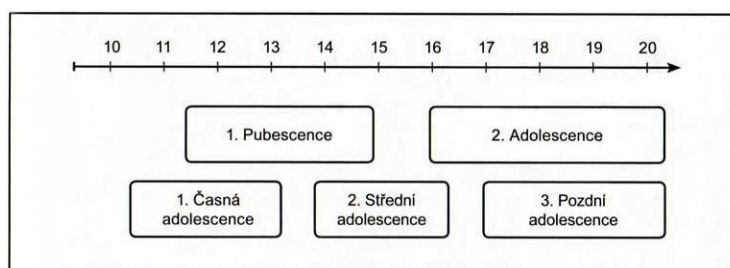 10 11 12 13 14 15 16 17 18 19 20
1. Pubescence
2. Adolescence
1. Časná
adolescence
2. Střední
adolescence
3. Pozdní
adolescence